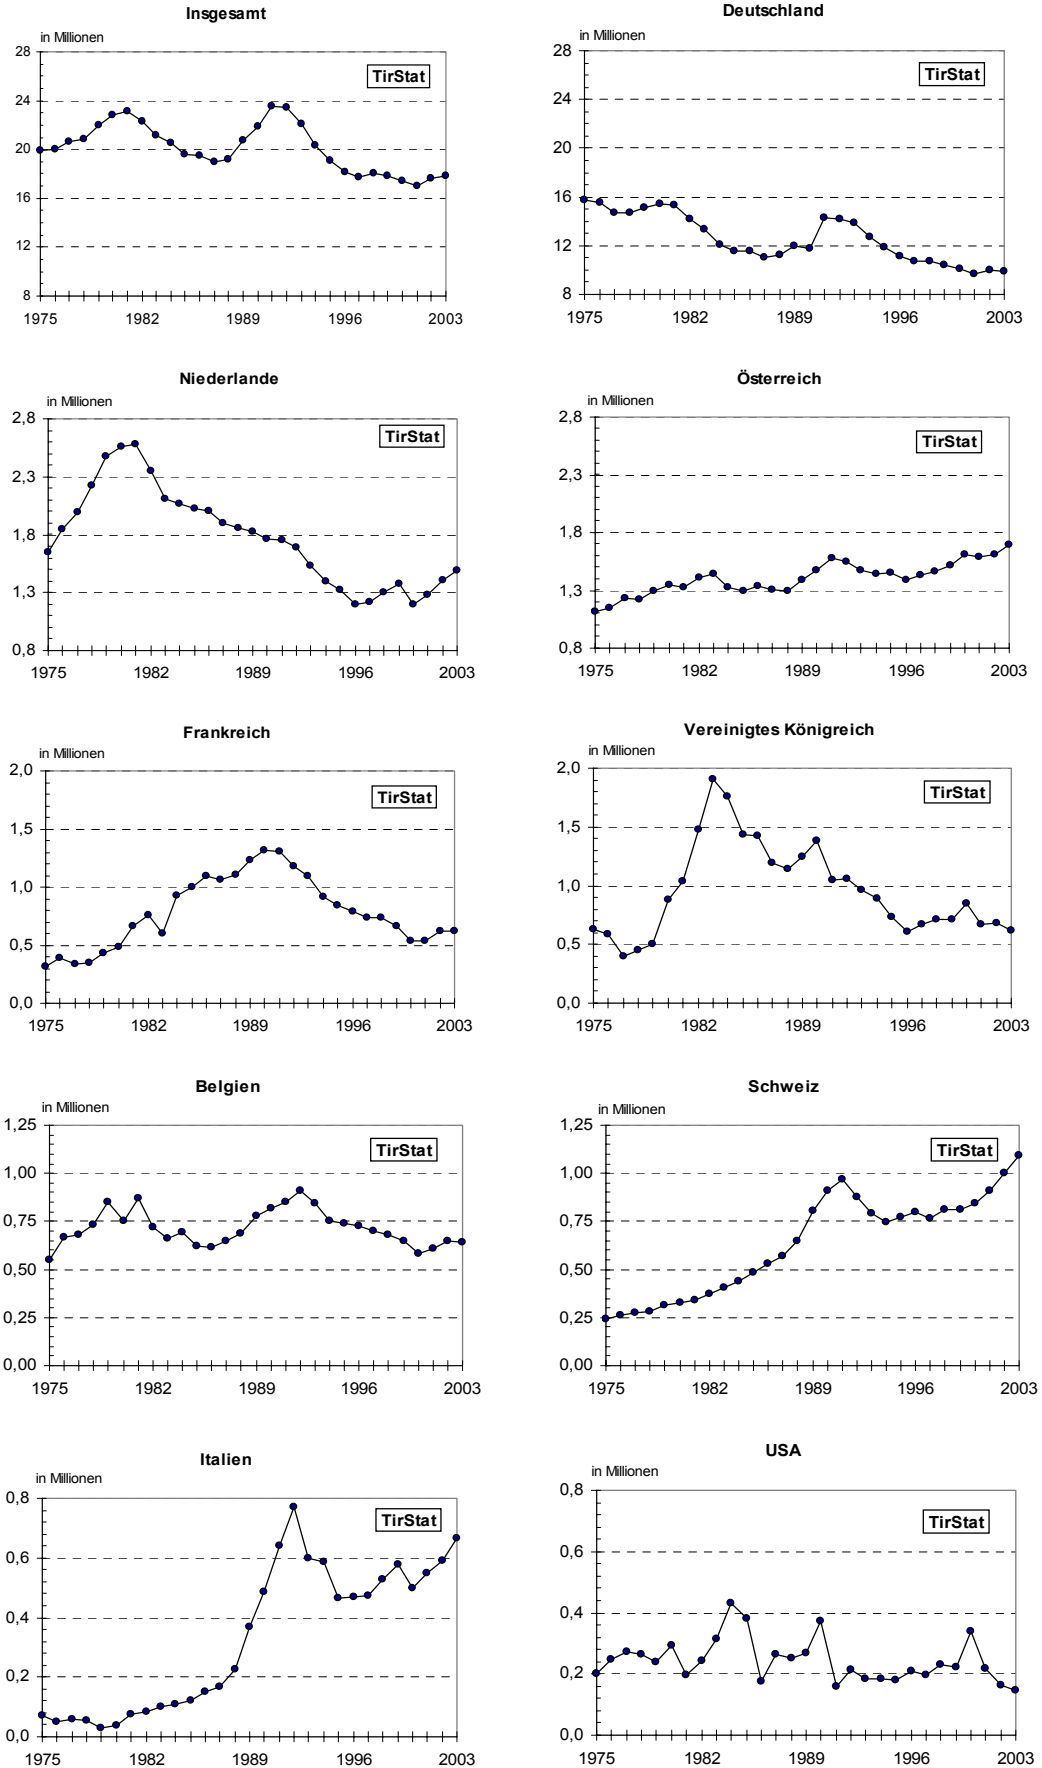 Insgesamt
in Millionen
TirStat
28
24
20
16
12
8
1975 1982 1989 1996 2003
Deutschland
in Millionen
TirStat
28
24
20
16
12
8
1975 1982 1989 1996 2003
Niederlande
in Millionen
TirStat
2,8
2,3
1,8
1,3
0,8
1975 1982 1989 1996 2003
Österreich
in Millionen
TirStat
2,8
2,3
1,8
1,3
0,8
1975 1982 1989 1996 2003
Frankreich
in Millionen
TirStat
2,0
1,5
1,0
0,5
0,0
1975 1982 1989 1996 2003
Vereinigtes Königreich
in Millionen
TirStat
2,0
1,5
1,0
0,5
0,0
1975 1982 1989 1996 2003
Belgien
in Millionen
TirStat
1,25
1,00
0,75
0,50
0,25
0,00
1975 1982 1989 1996 2003
Schweiz
in Millionen
TirStat
1,25
1,00
0,75
0,50
0,25
0,00
1975 1982 1989 1996 2003
Italien
in Millionen
TirStat
0,8
0,6
0,4
0,2
0,0
1975 1982 1989 1996 2003
USA
in Millionen
TirStat
0,8
0,6
0,4
0,2
0,0
1975 1982 1989 1996 2003